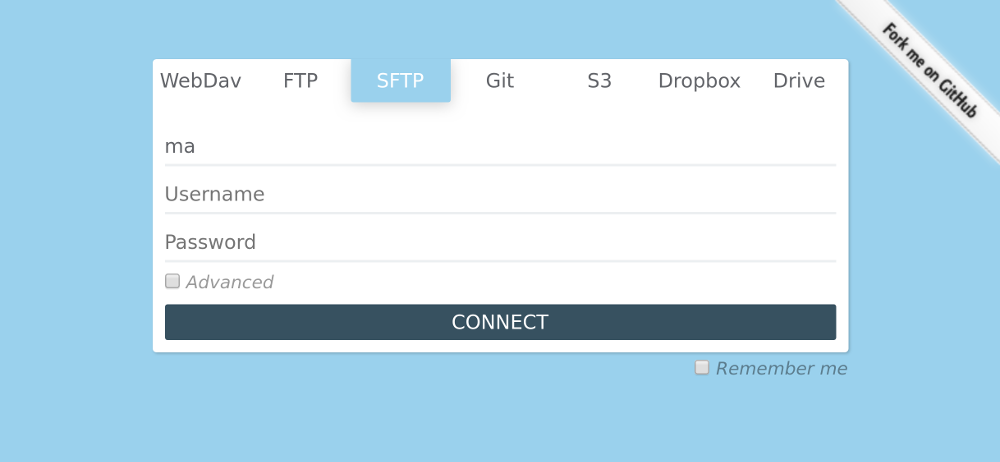 Fork me on GitHub
WebDav FTP SFTP Git S3 Dropbox Drive
ma
Username
Password
Advanced
CONNECT
Remember me